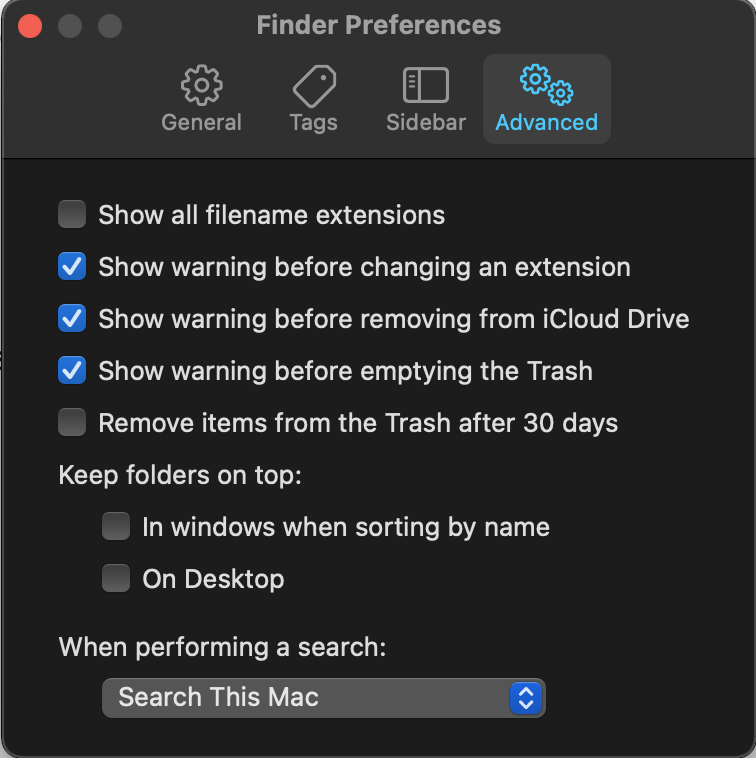 Finder Preferences
General Tags Sidebar Advanced
Show all filename extensions
Show warning before changing an extension
Show warning before removing from iCloud Drive
Show warning before emptying the Trash
Remove items from the Trash after 30 days
Keep folders on top:
In windows when sorting by name
On Desktop
When performing a search:
Search This Mac